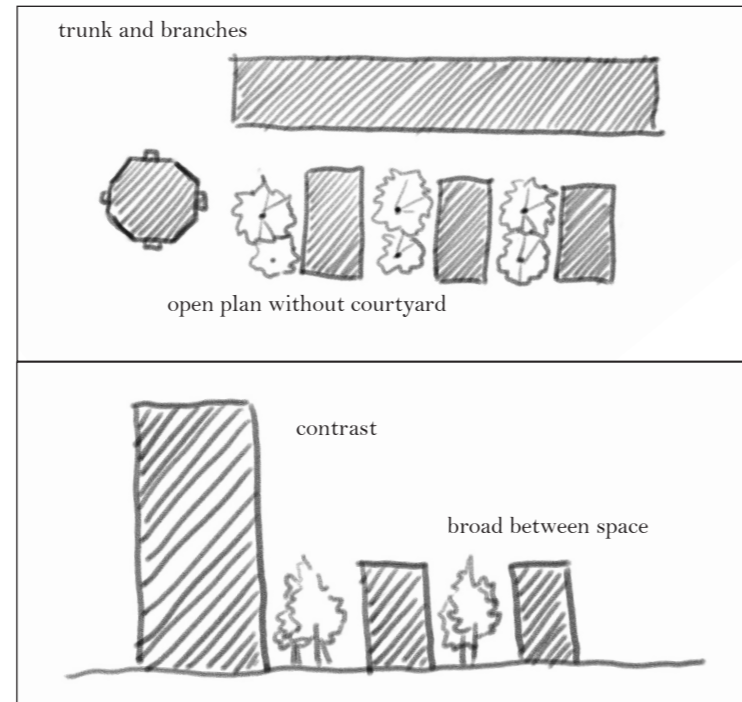 trunk and branches
open plan without courtyard
contrast
broad between space